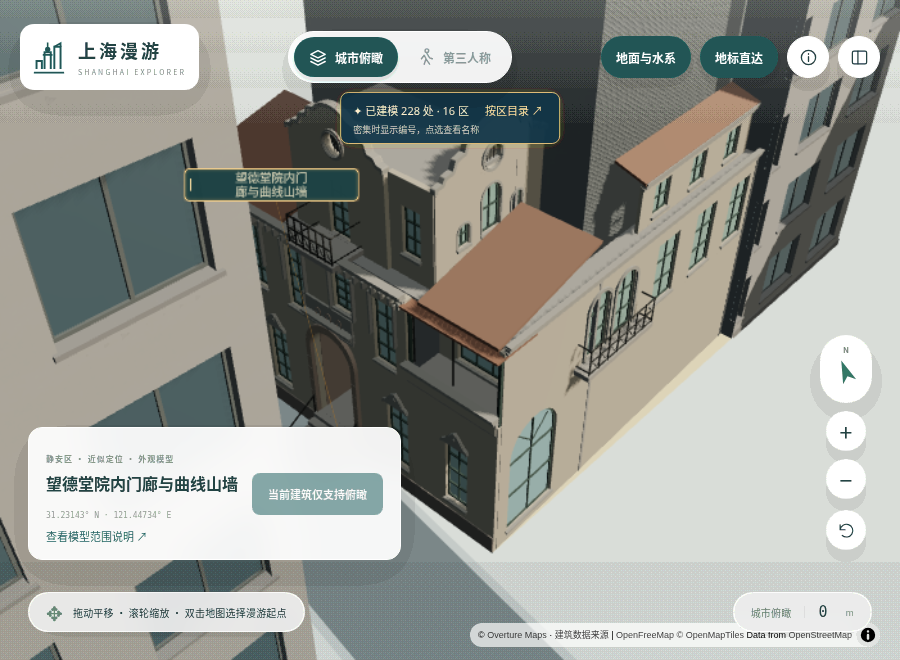 上海漫游
SHANGHAI EXPLORER
城市俯瞰
第三人称
地面与水系
地标直达
✦ 已建模 228 处 · 16 区 按区目录 ↗
密集时显示编号，点选查看名称
望德堂院内门
廊与曲线山墙
N
静安区 · 近似定位 · 外观模型
望德堂院内门廊与曲线山墙
当前建筑仅支持俯瞰
31.23143° N · 121.44734° E
查看模型范围说明 ↗
拖动平移 · 滚轮缩放 · 双击地图选择漫游起点
城市俯瞰 0 m
© Overture Maps · 建筑数据来源 | OpenFreeMap © OpenMapTiles Data from OpenStreetMap